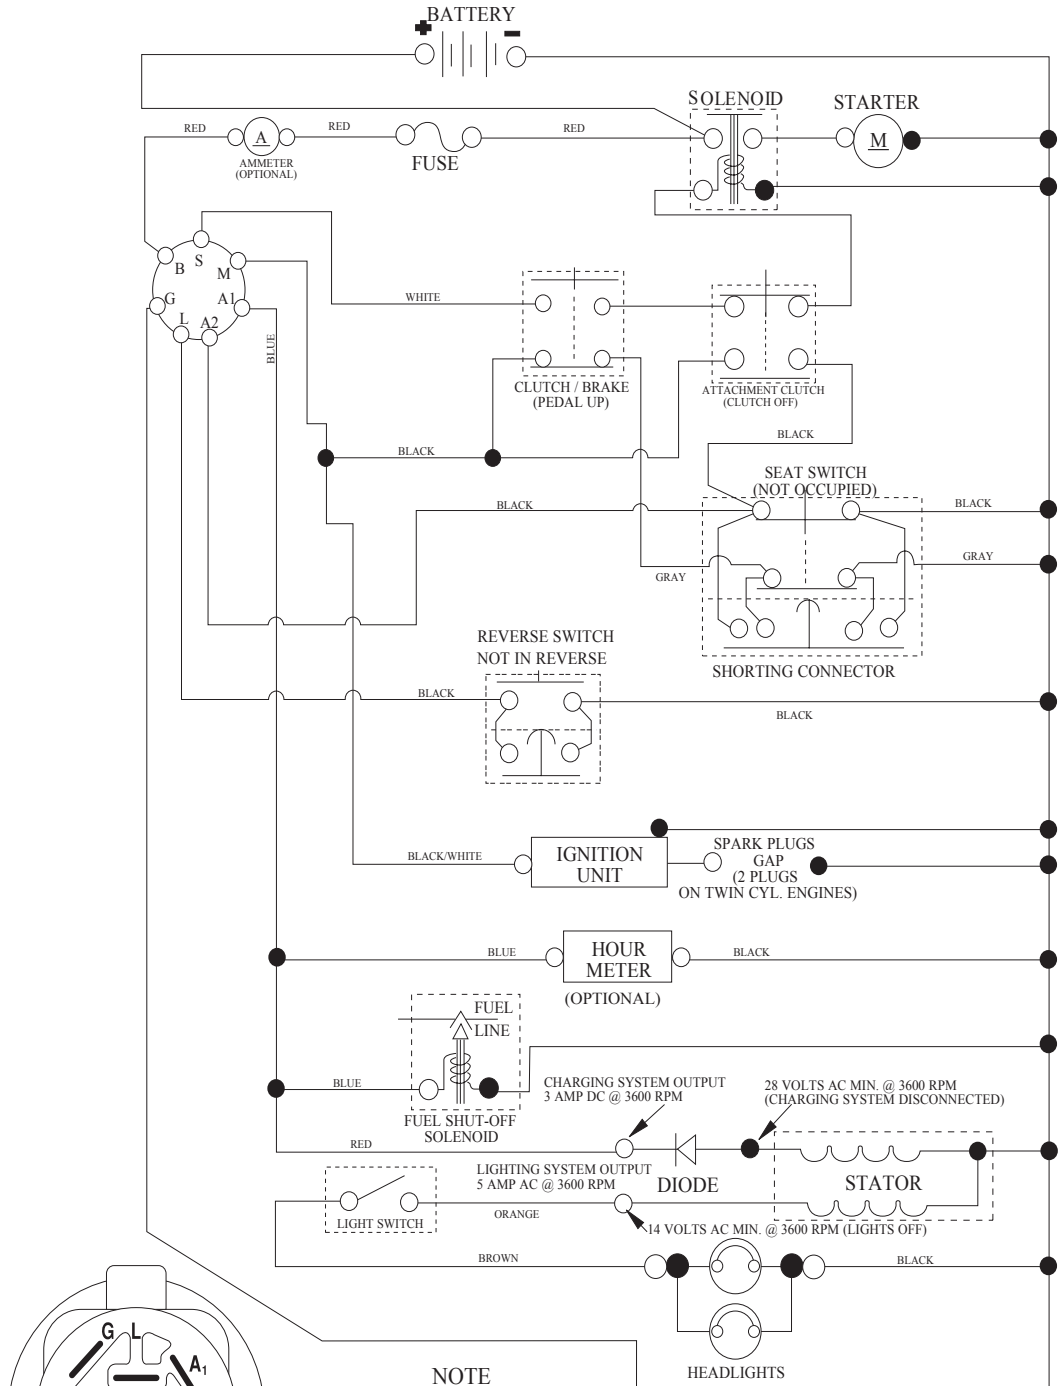 BATTERY
+ -
SOLENOID
STARTER
RED
A
RED
RED
M
AMMETER
(OPTIONAL)
FUSE
S
B
M
G
A1
L
A2
BLUE
WHITE
CLUTCH / BRAKE
(PEDAL UP)
ATTACHMENT CLUTCH
(CLUTCH OFF)
BLACK
BLACK
SEAT SWITCH
(NOT OCCUPIED)
BLACK
BLACK
GRAY
GRAY
REVERSE SWITCH
NOT IN REVERSE
SHORTING CONNECTOR
BLACK
BLACK
BLACK/WHITE
IGNITION
UNIT
SPARK PLUGS
GAP
(2 PLUGS
ON TWIN CYL. ENGINES)
BLUE
HOUR
METER
BLACK
(OPTIONAL)
FUEL
LINE
BLUE
FUEL SHUT-OFF
SOLENOID
CHARGING SYSTEM OUTPUT
3 AMP DC @ 3600 RPM
28 VOLTS AC MIN. @ 3600 RPM
(CHARGING SYSTEM DISCONNECTED)
RED
LIGHTING SYSTEM OUTPUT
5 AMP AC @ 3600 RPM
DIODE
STATOR
LIGHT SWITCH
ORANGE
14 VOLTS AC MIN. @ 3600 RPM (LIGHTS OFF)
BROWN
BLACK
HEADLIGHTS
G L
A1
NOTE